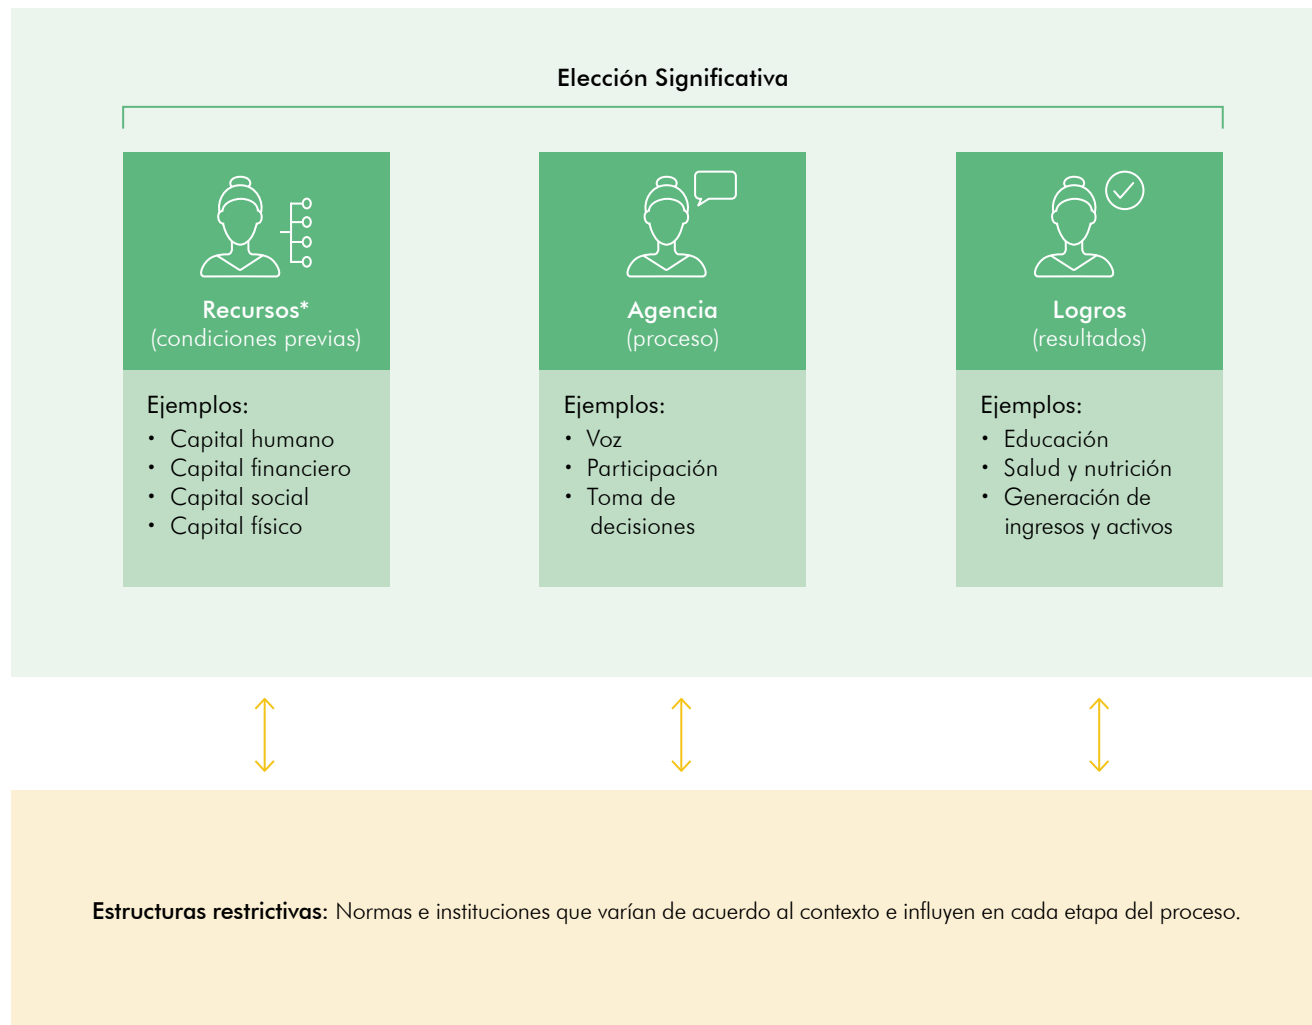 Elección Significativa
Recursos*
(condiciones previas)
Ejemplos:
• Capital humano
• Capital financiero
• Capital social
• Capital físico
Agencia
(proceso)
Ejemplos:
• Voz
• Participación
• Toma de
decisiones
Logros
(resultados)
Ejemplos:
• Educación
• Salud y nutrición
• Generación de
ingresos y activos
Estructuras restrictivas: Normas e instituciones que varían de acuerdo al contexto e influyen en cada etapa del proceso.